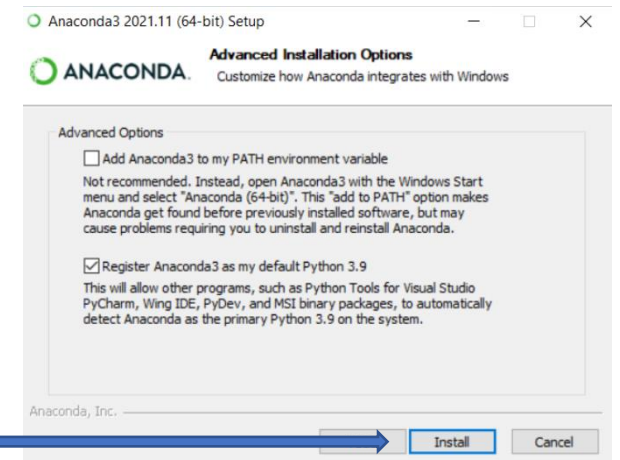 Anaconda3 2021.11 (64-bit) Setup
ANACONDA.
Advanced Installation Options
Customize how Anaconda integrates with Windows
Advanced Options
Add Anaconda3 to my PATH environment variable
Not recommended. Instead, open Anaconda3 with the Windows Start
menu and select "Anaconda (64-bit)". This "add to PATH" option makes
Anaconda get found before previously installed software, but may
cause problems requiring you to uninstall and reinstall Anaconda.
Register Anaconda3 as my default Python 3.9
This will allow other programs, such as Python Tools for Visual Studio
PyCharm, Wing IDE, PyDev, and MSI binary packages, to automatically
detect Anaconda as the primary Python 3.9 on the system.
Anaconda, Inc.
Install
Cancel